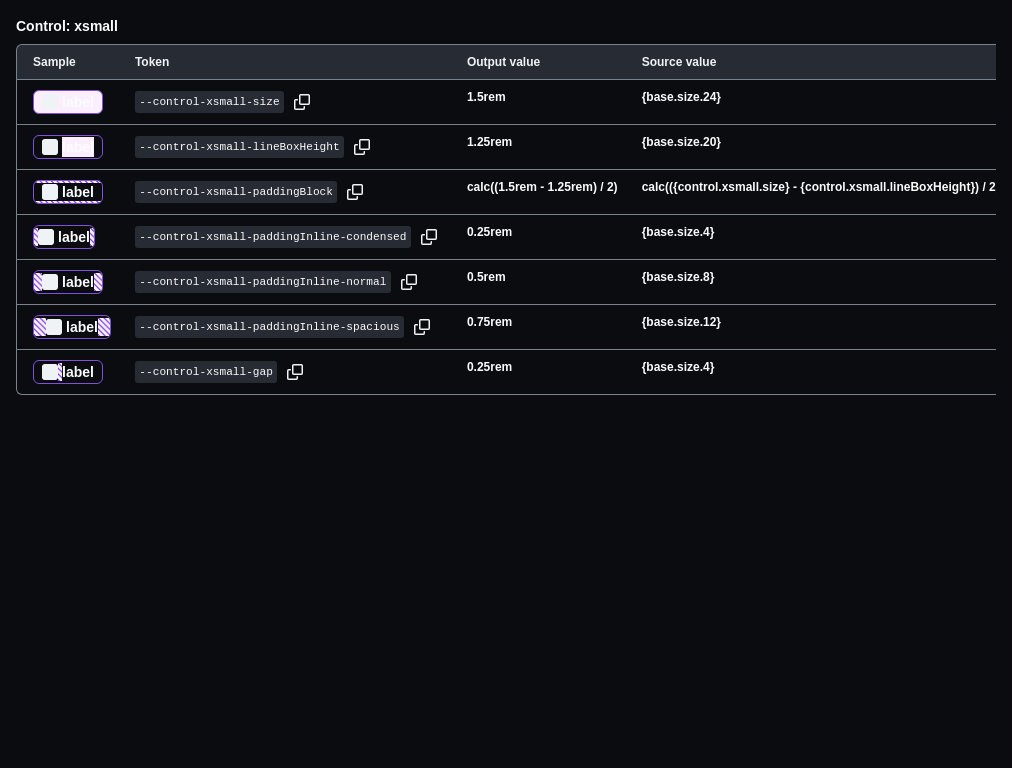 Control: xsmall
Sample Token Output value Source value
label --control-xsmall-size 1.5rem {base.size.24}
--control-xsmall-lineBoxHeight 1.25rem {base.size.20}
label --control-xsmall-paddingBlock calc((1.5rem - 1.25rem) / 2) calc(({control.xsmall.size} - {control.xsmall.lineBoxHeight}) / 2
label --control-xsmall-paddingInline-condensed 0.25rem {base.size.4}
label --control-xsmall-paddingInline-normal 0.5rem {base.size.8}
label --control-xsmall-paddingInline-spacious 0.75rem {base.size.12}
label --control-xsmall-gap 0.25rem {base.size.4}